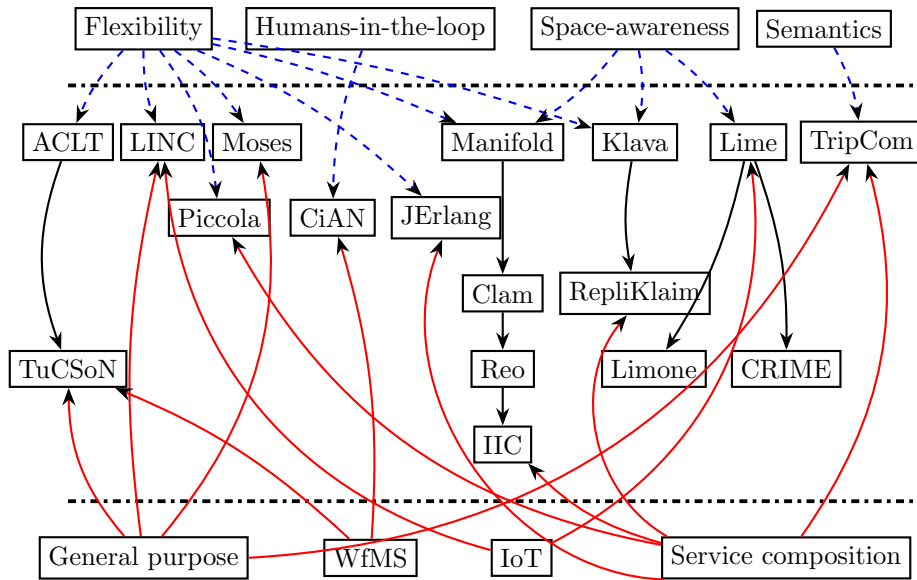 Flexibility
Humans-in-the-loop
Space-awareness
Semantics
ACLT
LINC
Moses
Manifold
Klava
Lime
TripCom
Piccola
CiAN
JErlang
Clam
RepliKlaim
TuCSoN
Reo
Limone
CRIME
IIC
General purpose
WfMS
IoT
Service composition